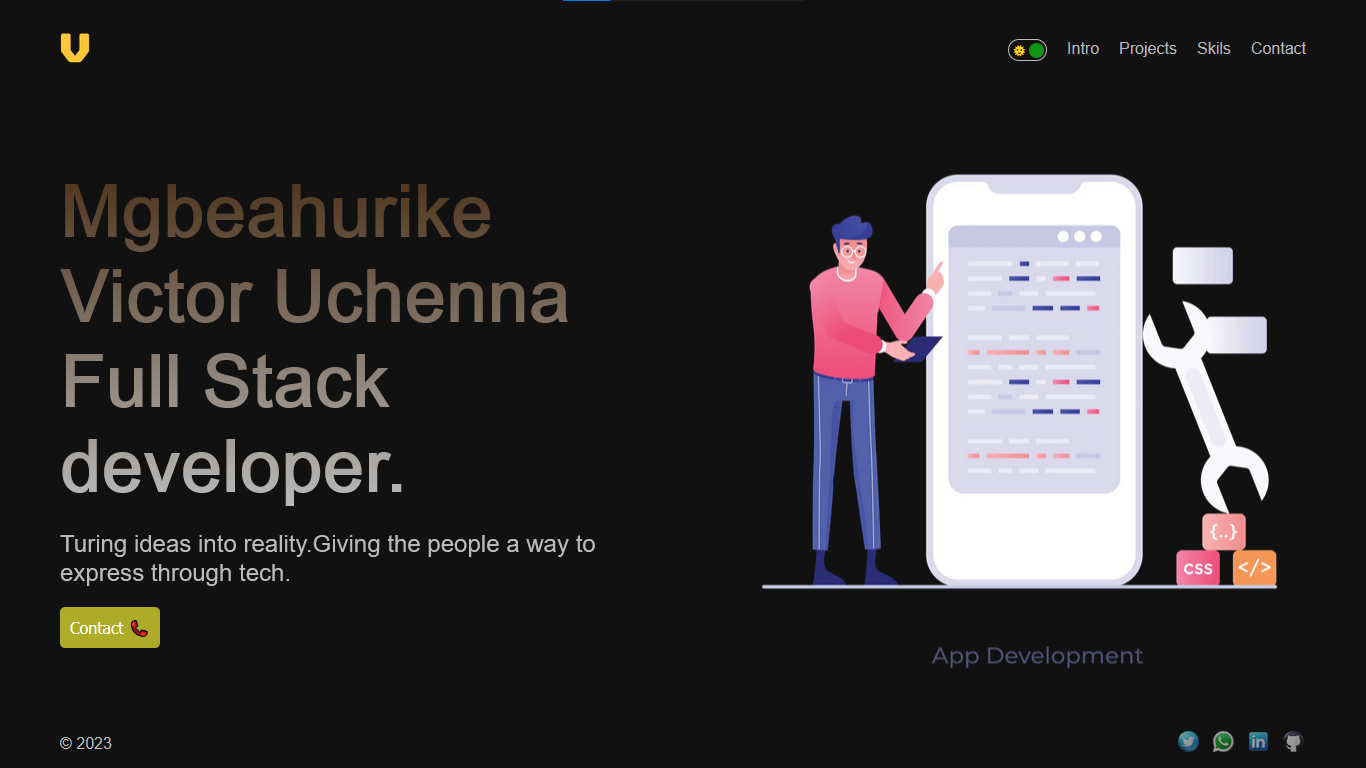 Intro Projects Skils Contact
Mgbeahurike
Victor Uchenna
Full Stack
developer.
Turing ideas into reality.Giving the people a way to
express through tech.
Contact
{..}
CSS
</>
App Development
© 2023
in